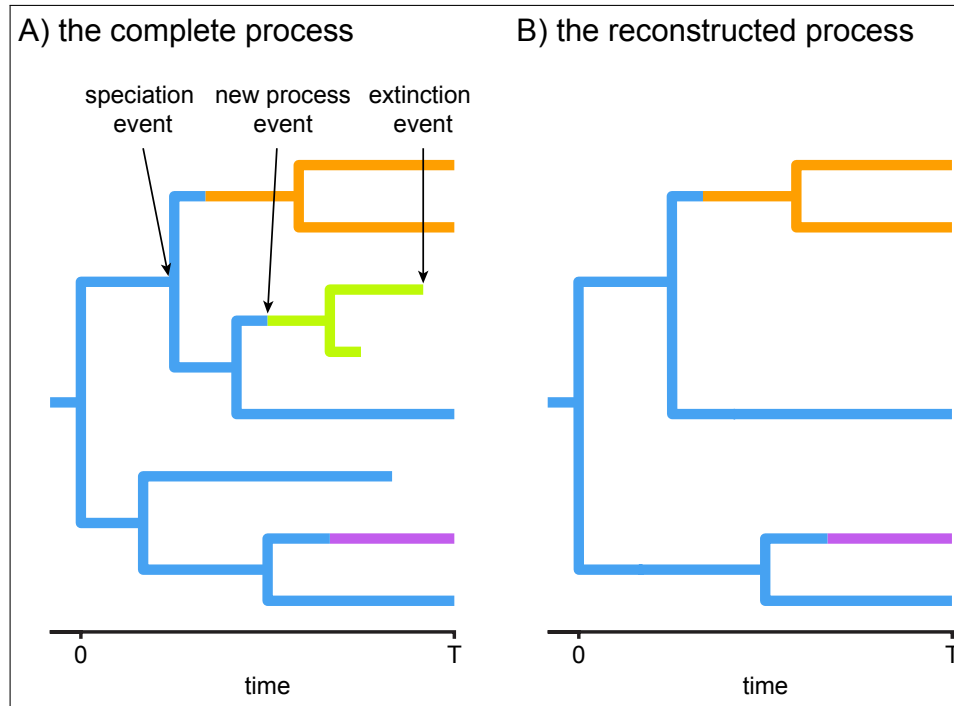 A) the complete process
B) the reconstructed process
speciation
event
new process
event
extinction
event
0
T
time
0
T
time